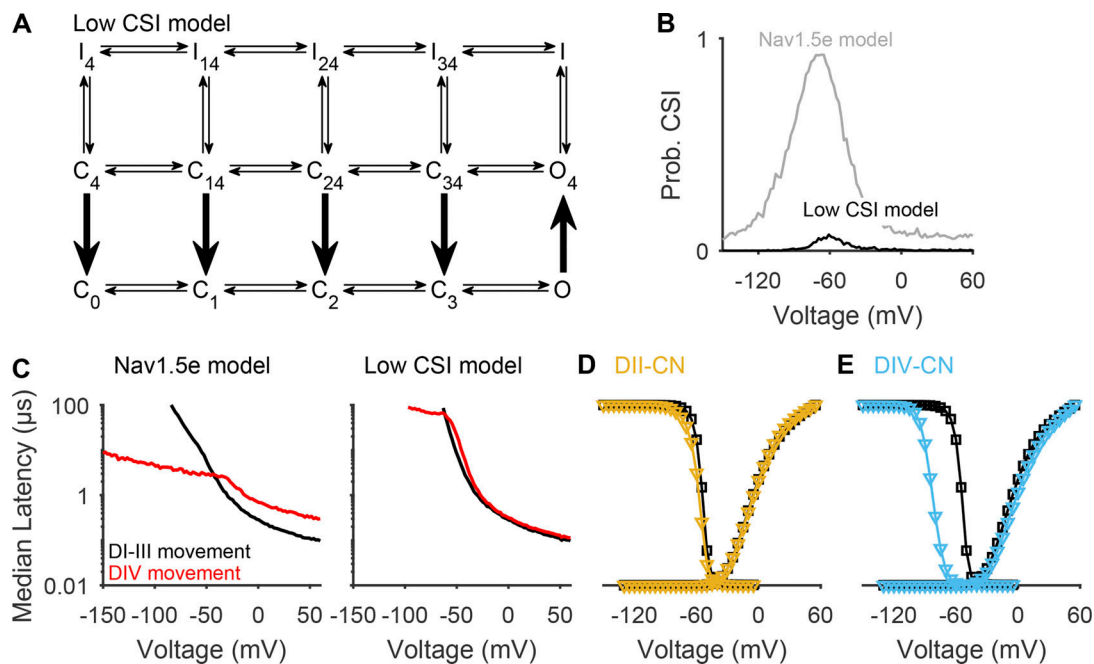 A
Low CSI model
I4 I14 I24 I34 I
C4 C14 C24 C34 O4
C0 C1 C2 C3 O
B
1
Nav1.5e model
Prob. CSI
Low CSI model
0
-120 -60 0 60
Voltage (mV)
C
Nav1.5e model
Low CSI model
100
1
0.01
Median Latency (µs)
DI-III movement
DIV movement
-150 -100 -50 0 50
Voltage (mV)
-150 -100 -50 0 50
Voltage (mV)
D
DII-CN
-120 -60 0 60
Voltage (mV)
E
DIV-CN
-120 -60 0 60
Voltage (mV)